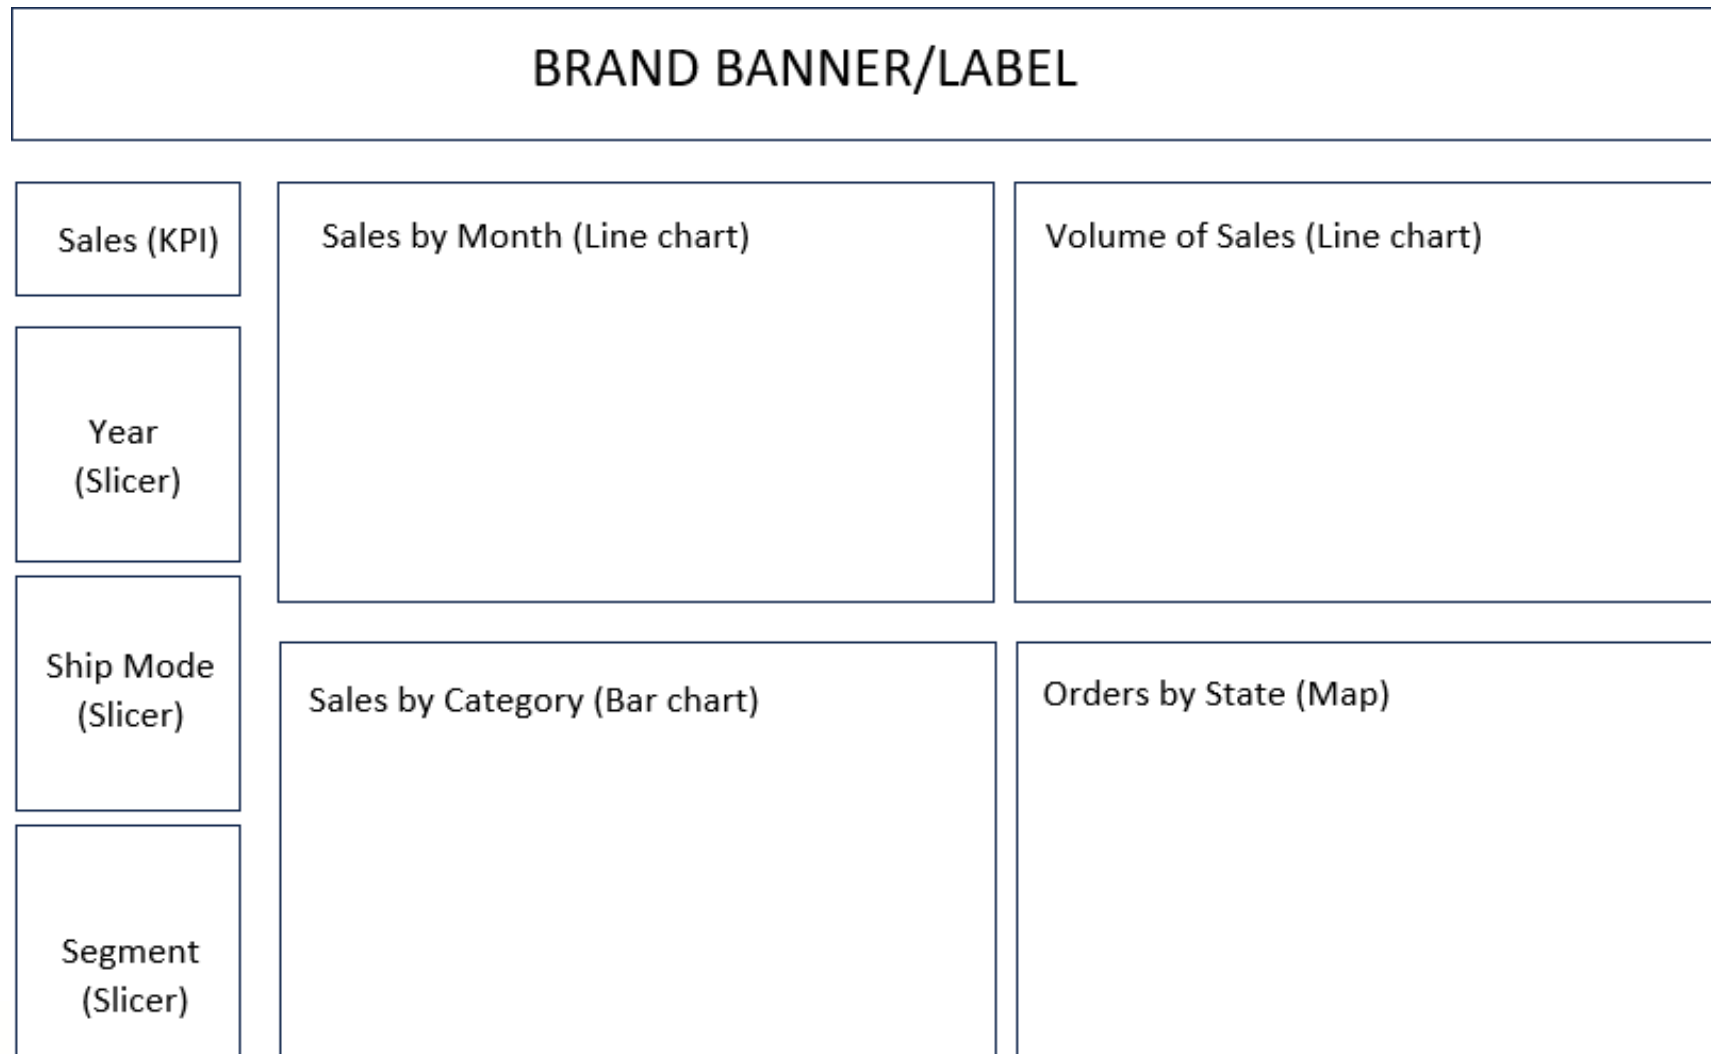 BRAND BANNER/LABEL
Sales (KPI)
Year
(Slicer)
Ship Mode
(Slicer)
Segment
(Slicer)
Sales by Month (Line chart)
Volume of Sales (Line chart)
Sales by Category (Bar chart)
Orders by State (Map)